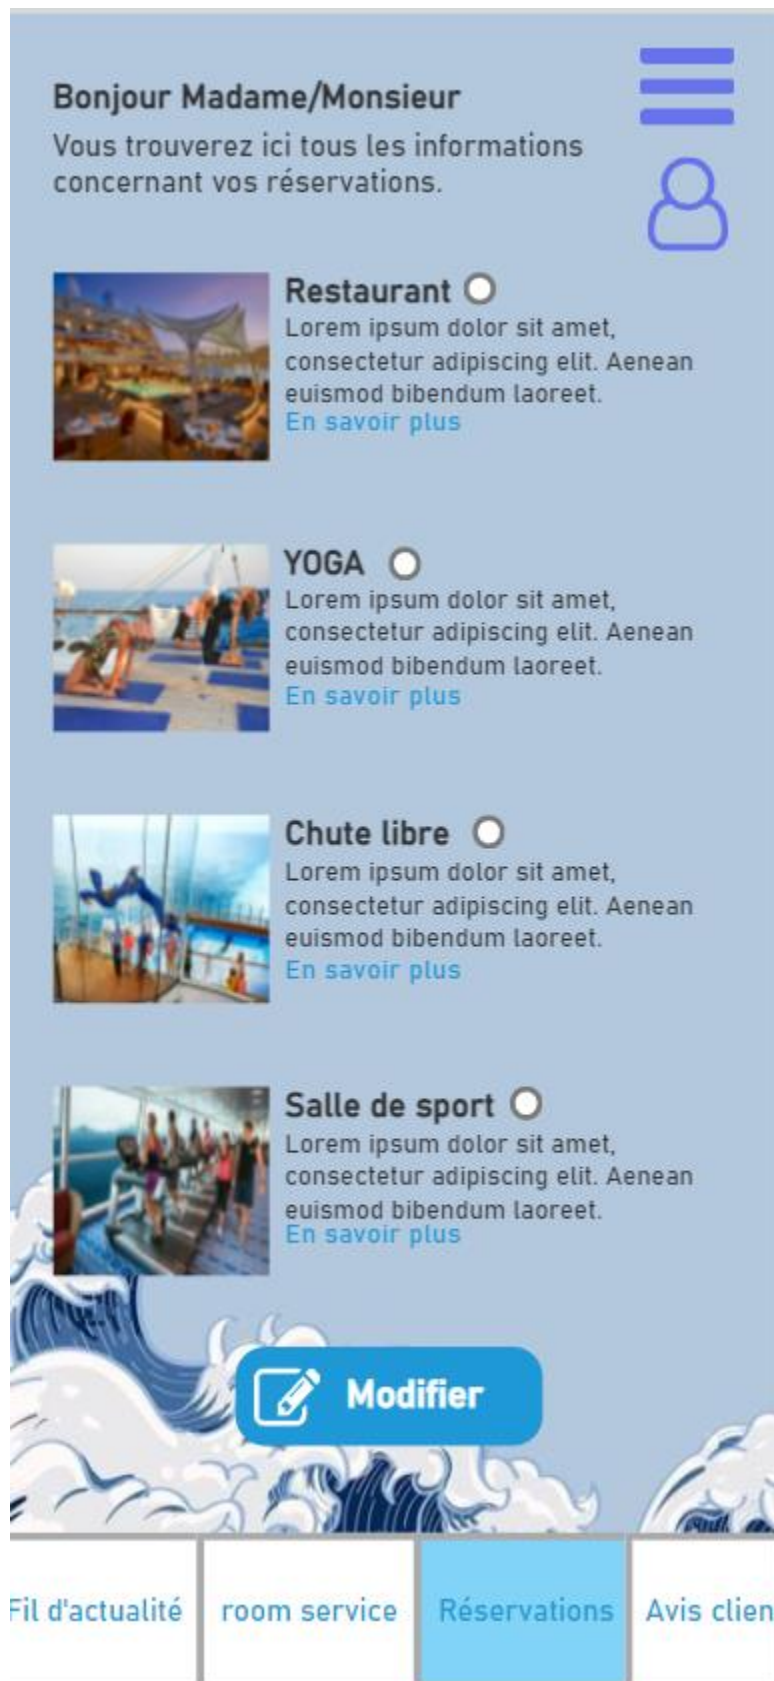 Bonjour Madame/Monsieur
Vous trouverez ici tous les informations
concernant vos réservations.
Restaurant
Lorem ipsum dolor sit amet,
consectetur adipiscing elit. Aenean
euismod bibendum laoreet.
En savoir plus
YOGA
Lorem ipsum dolor sit amet,
consectetur adipiscing elit. Aenean
euismod bibendum laoreet.
En savoir plus
Chute libre
Lorem ipsum dolor sit amet,
consectetur adipiscing elit. Aenean
euismod bibendum laoreet.
En savoir plus
Salle de sport
Lorem ipsum dolor sit amet,
consectetur adipiscing elit. Aenean
euismod bibendum laoreet.
En savoir plus
Modifier
Fil d'actualité
room service
Réservations
Avis clien